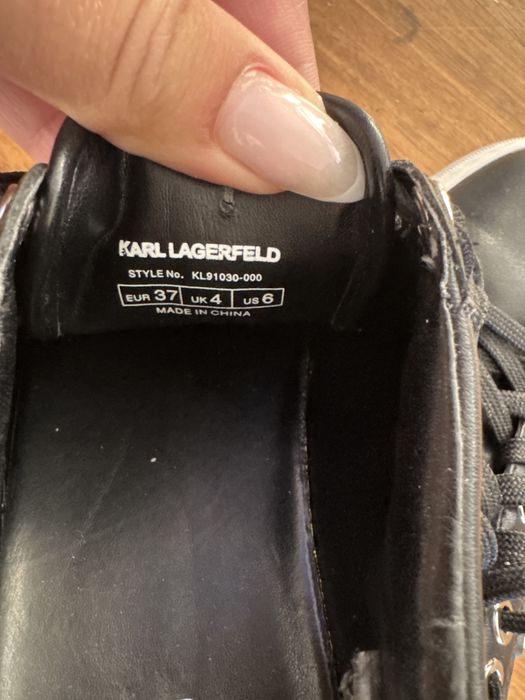 KARL LAGERFELD
STYLE No. KL91030-000
EUR 37 UK 4 US 6
MADE IN CHINA